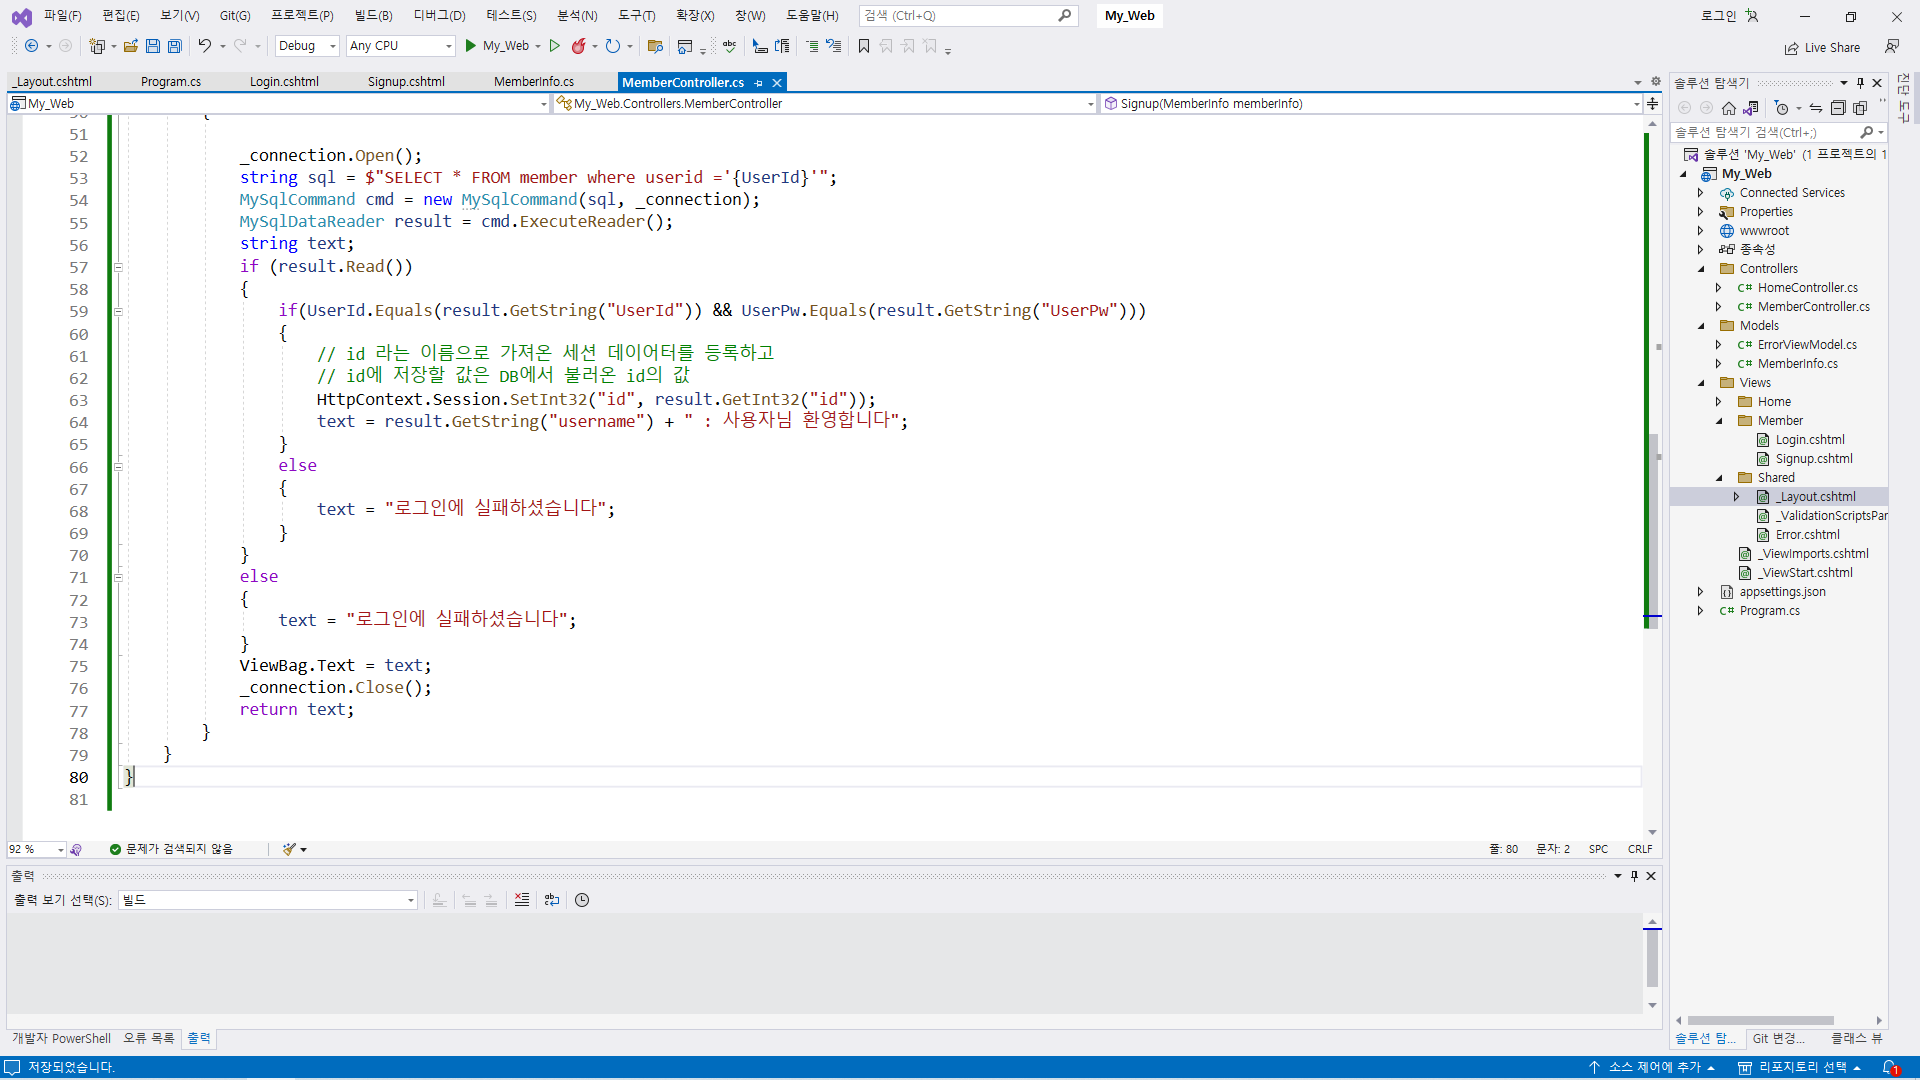 파일(F) 편집(E) 보기(V) Git(G) 프로젝트(P) 빌드(B) 디버그(D) 테스트(S) 분석(N) 도구(T) 확장(X) 창(W) 도움말(H) 검색 (Ctrl+Q) My_Web 로그인
Debug Any CPU My_Web Live Share
_Layout.cshtml Program.cs Login.cshtml Signup.cshtml MemberInfo.cs MemberController.cs
My_Web My_Web.Controllers.MemberController Signup(MemberInfo memberInfo)
51
52 _connection.Open();
53 string sql = $"SELECT * FROM member where userid ='{UserId}'";
54 MySqlCommand cmd = new MySqlCommand(sql, _connection);
55 MySqlDataReader result = cmd.ExecuteReader();
56 string text;
57 if (result.Read())
58 {
59 if(UserId.Equals(result.GetString("UserId")) && UserPw.Equals(result.GetString("UserPw")))
60 {
61 // id 라는 이름으로 가져온 세션 데이어터를 등록하고
62 // id에 저장할 값은 DB에서 불러온 id의 값
63 HttpContext.Session.SetInt32("id", result.GetInt32("id"));
64 text = result.GetString("username") + " : 사용자님 환영합니다";
65 }
66 else
67 {
68 text = "로그인에 실패하셨습니다";
69 }
70 }
71 else
72 {
73 text = "로그인에 실패하셨습니다";
74 }
75 ViewBag.Text = text;
76 _connection.Close();
77 return text;
78 }
79 }
80 }
81
92 % 문제가 검색되지 않음 줄: 80 문자: 2 SPC CRLF
출력
출력 보기 선택(S): 빌드
개발자 PowerShell 오류 목록 출력
솔루션 탐색기
솔루션 탐색기 검색(Ctrl+;)
솔루션 'My_Web' (1 프로젝트의 1
My_Web
Connected Services
Properties
wwwroot
종속성
Controllers
C# HomeController.cs
C# MemberController.cs
Models
C# ErrorViewModel.cs
C# MemberInfo.cs
Views
Home
Member
Login.cshtml
Signup.cshtml
Shared
_Layout.cshtml
_ValidationScriptsPar
Error.cshtml
_ViewImports.cshtml
_ViewStart.cshtml
appsettings.json
C# Program.cs
솔루션 탐... Git 변경... 클래스 뷰
진단 도구
저장되었습니다. 소스 제어에 추가 리포지토리 선택 1